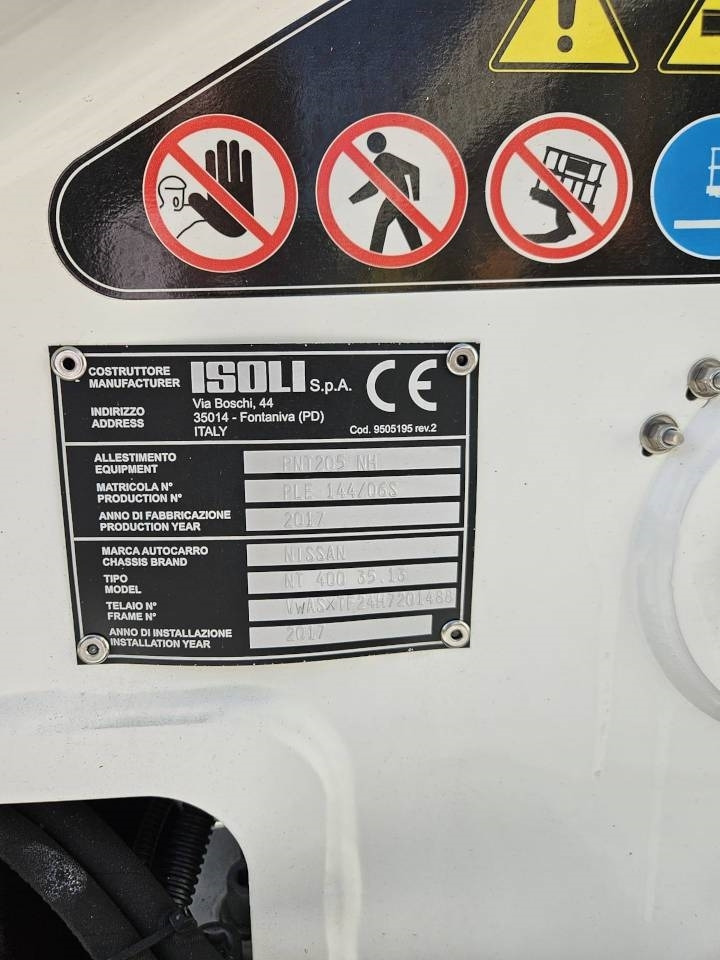 COSTRUTTORE
MANUFACTURER
ISOLI S.p.A.
CE
INDIRIZZO
ADDRESS
Via Boschi, 44
35014 - Fontaniva (PD)
ITALY
Cod. 9505195 rev.2
ALLESTIMENTO
EQUIPMENT
PNT205 NH
MATRICOLA N°
PRODUCTION N°
PLE 144/06S
ANNO DI FABBRICAZIONE
PRODUCTION YEAR
2017
MARCA AUTOCARRO
CHASSIS BRAND
NISSAN
TIPO
MODEL
NT 400 35.13
TELAIO N°
FRAME N°
VWASXTF24H7201488
ANNO DI INSTALLAZIONE
INSTALLATION YEAR
2017